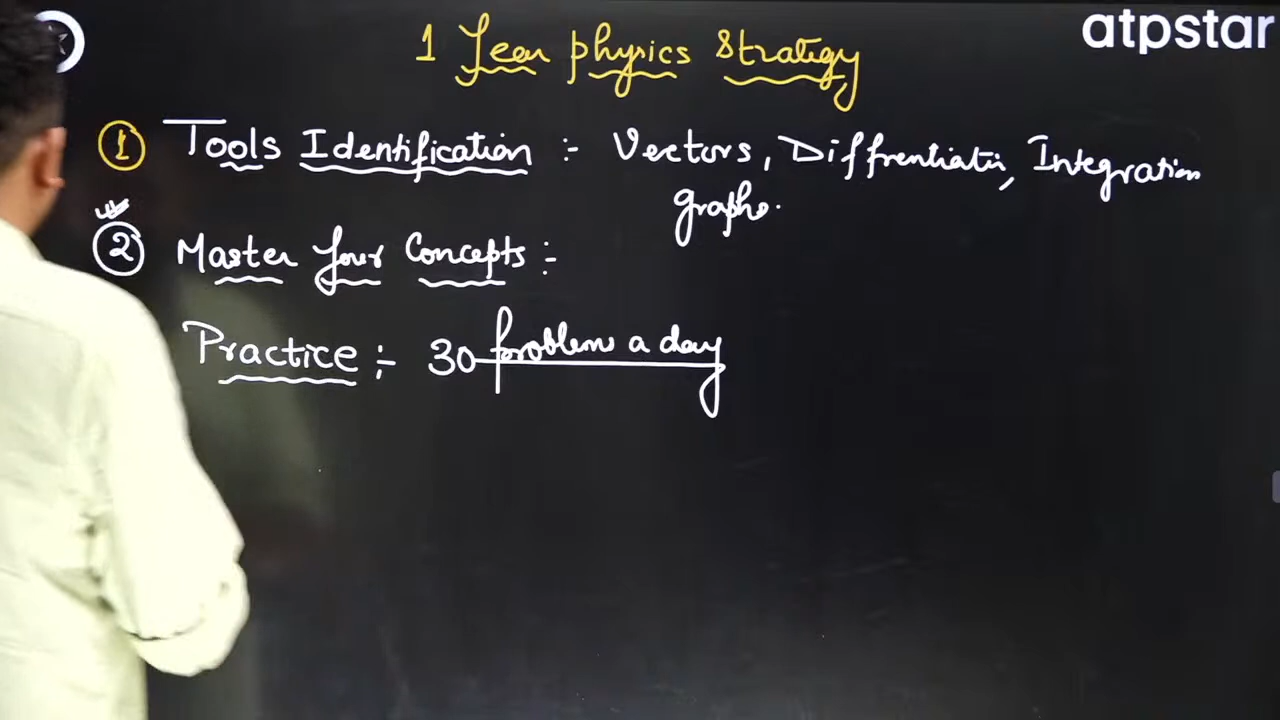 atpstar
1 Year physics Strategy
1 Tools Identification :- Vectors, Diffrentiatin, Integration
graphs.
2 Master your Concepts :-
Practice :- 30 problems a day